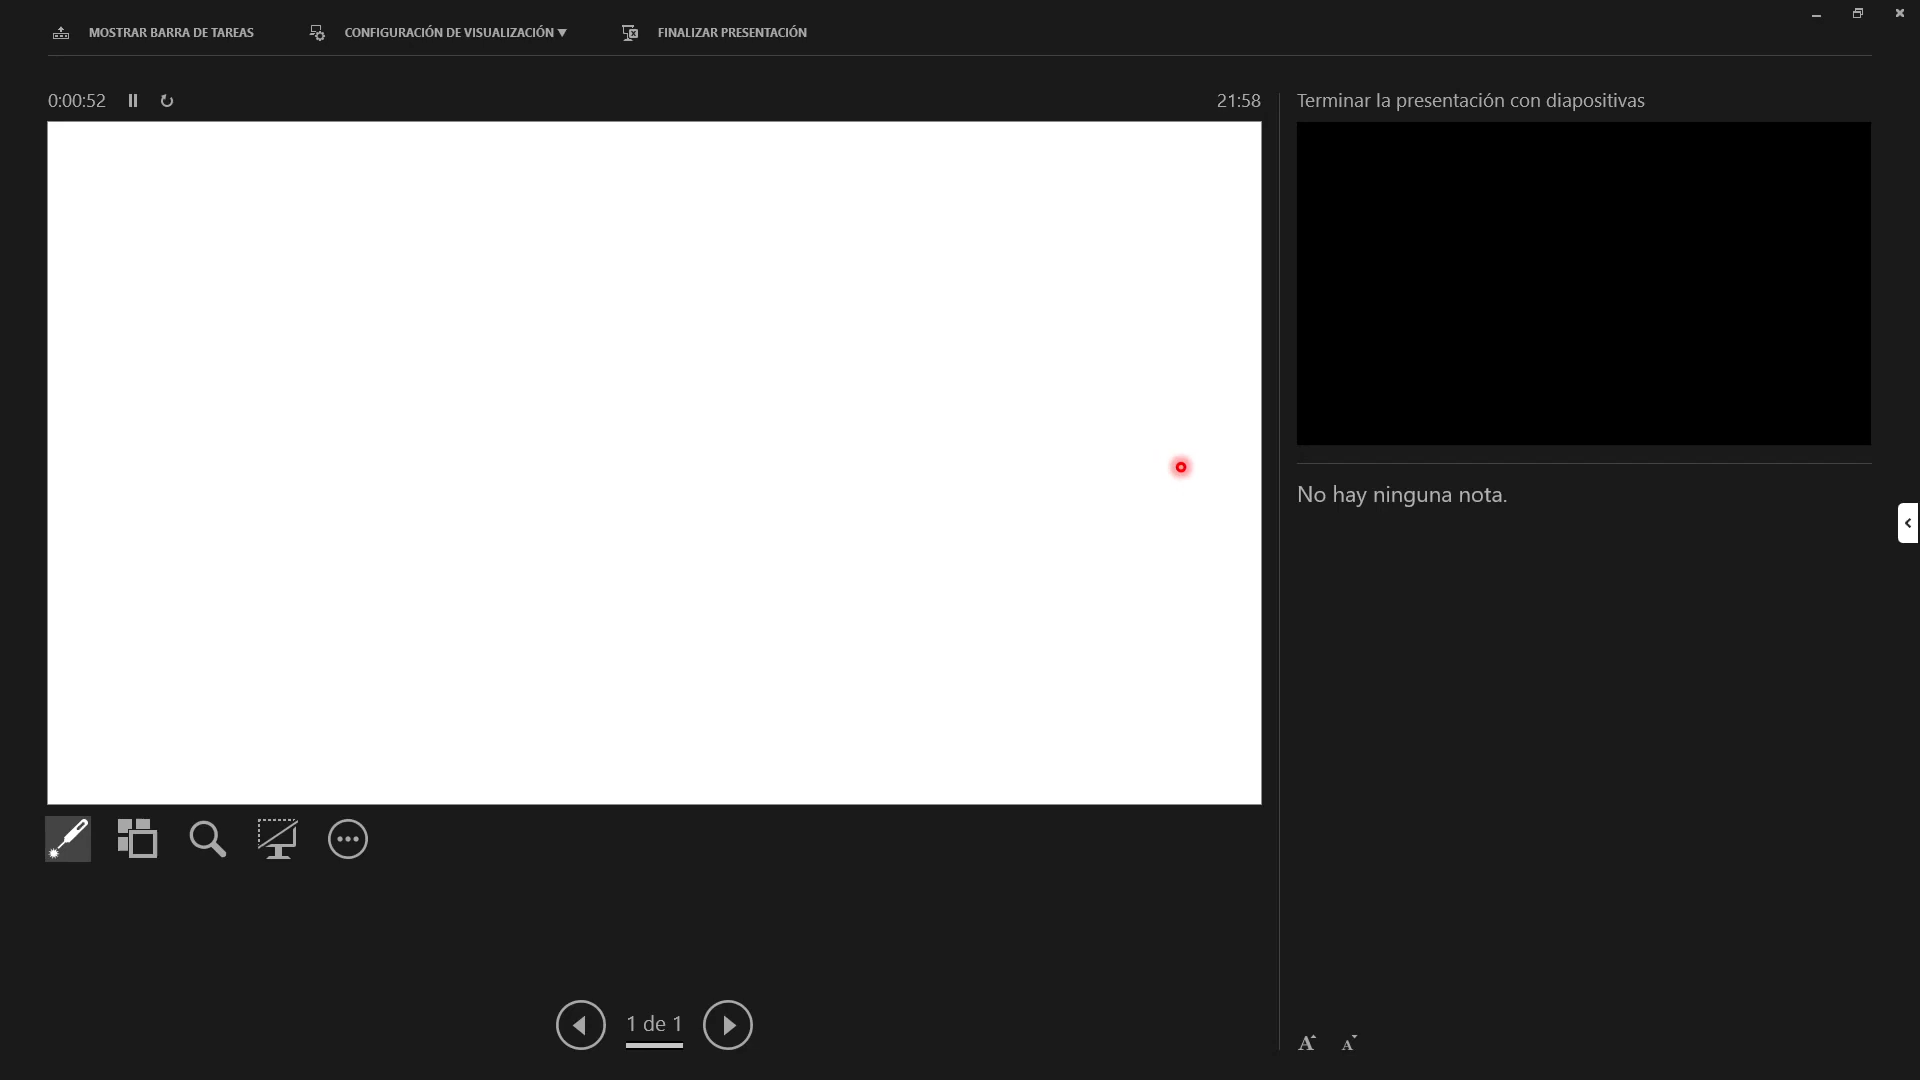 MOSTRAR BARRA DE TAREAS
CONFIGURACIÓN DE VISUALIZACIÓN
FINALIZAR PRESENTACIÓN
0:00:52
21:58
Terminar la presentación con diapositivas
No hay ninguna nota.
1 de 1
A
A